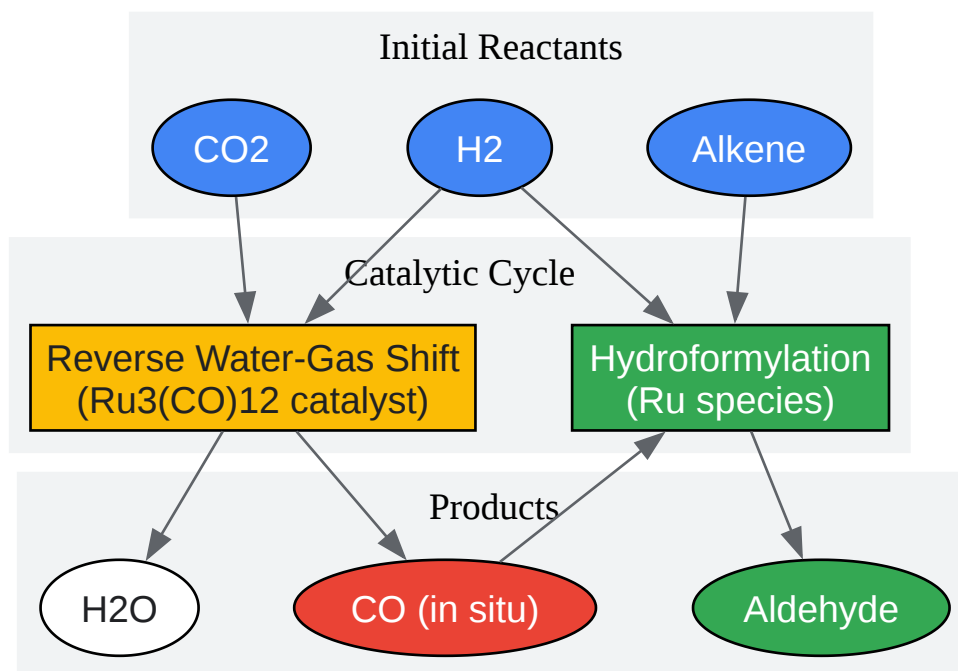 Initial Reactants
CO2
H2
Alkene
Catalytic Cycle
Reverse Water-Gas Shift
(Ru3(CO)12 catalyst)
Hydroformylation
(Ru species)
Products
H2O
CO (in situ)
Aldehyde